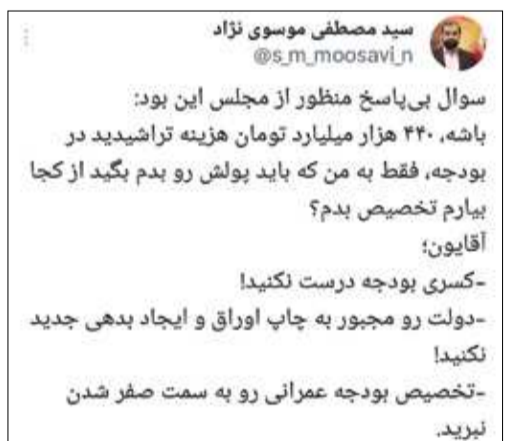 سید مصطفی موسوی نژاد
@s_m_moosavi_n
سوال بی‌پاسخ منظور از مجلس این بود:
باشه، ۴۴۰ هزار میلیارد تومان هزینه تراشیدید در
بودجه، فقط به من که باید پولش رو بدم بگید از کجا
بیارم تخصیص بدم؟
آقایون؛
-کسری بودجه درست نکنید!
-دولت رو مجبور به چاپ اوراق و ایجاد بدهی جدید
نکنید!
-تخصیص بودجه عمرانی رو به سمت صفر شدن
نبرید.